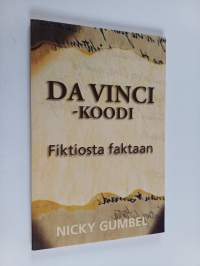 DA VINCI
-KOODI
Fiktiosta faktaan
NICKY GUMBEL